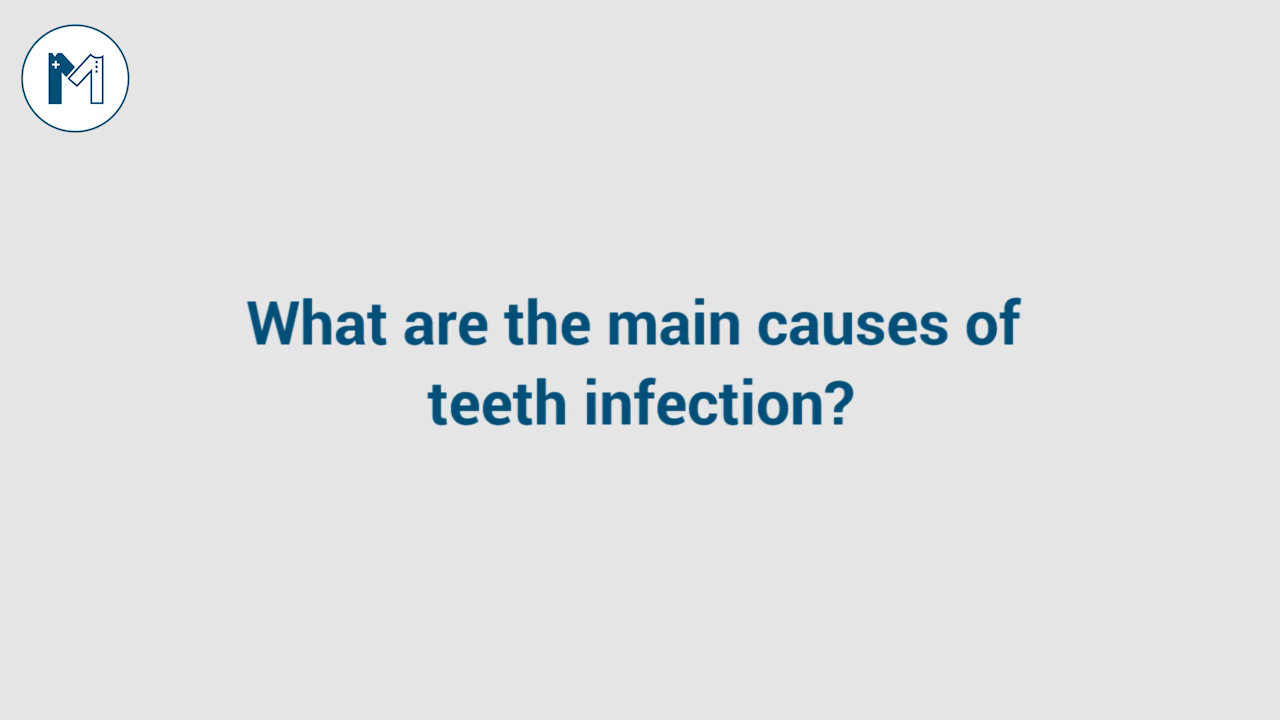 M
What are the main causes of
teeth infection?